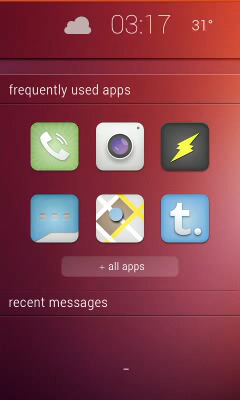 03:17 31°
frequently used apps
t.
+ all apps
recent messages
-